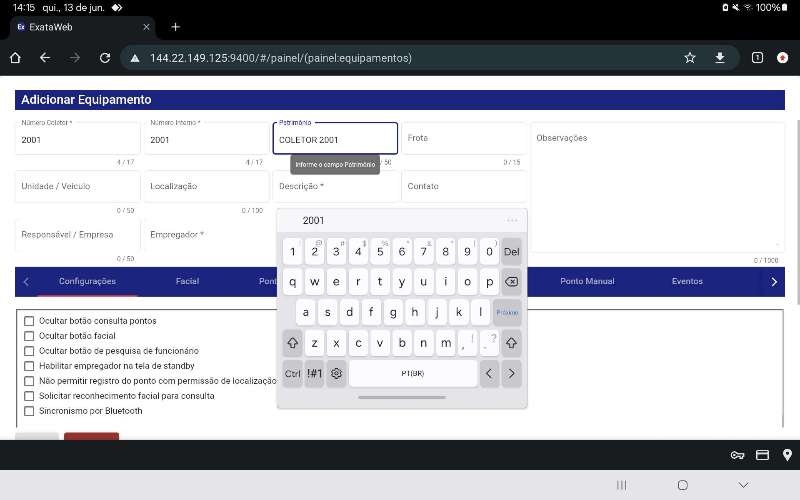 14:15 qui., 13 de jun.
100%
Ex ExataWeb
144.22.149.125:9400/#/painel/(painel:equipamentos)
1
Adicionar Equipamento
Número Coletor *
2001
4 / 17
Número Interno *
2001
4 / 17
Patrimônio
COLETOR 2001
/ 50
Informe o campo Patrimônio
Frota
0 / 15
Observações
0 / 1000
Unidade / Veículo
0 / 50
Localização
0 / 100
Descrição *
Contato
Responsável / Empresa
0 / 50
Empregador *
Configurações
Facial
Pont
Ponto Manual
Eventos
Ocultar botão consulta pontos
Ocultar botão facial
Ocultar botão de pesquisa de funcionário
Habilitar empregador na tela de standby
Não permitir registro do ponto com permissão de localização
Solicitar reconhecimento facial para consulta
Sincronismo por Bluetooth
2001
1 2 3 4 5 6 7 8 9 0 Del
q w e r t y u i o p
a s d f g h j k l Próximo
z x c v b n m , ! . ?
Ctrl !#1 PT(BR) < >